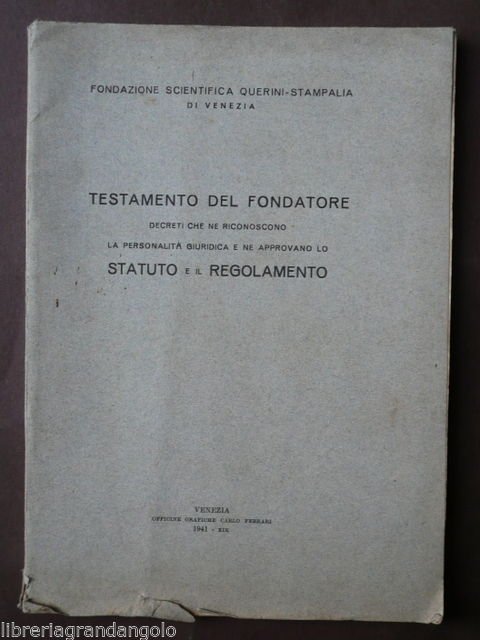 FONDAZIONE SCIENTIFICA QUERINI-STAMPALIA
DI VENEZIA
TESTAMENTO DEL FONDATORE
DECRETI CHE NE RICONOSCONO
LA PERSONALITÀ GIURIDICA E NE APPROVANO LO
STATUTO E IL REGOLAMENTO
VENEZIA
OFFICINE GRAFICHE CARLO FERRARI
1941 - XIX
libreriagrandangolo